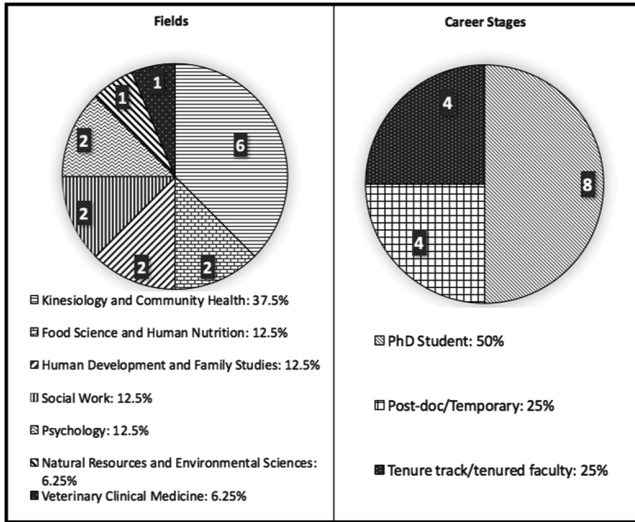 Fields
1
1
6
2
2
2
2
Kinesiology and Community Health: 37.5%
Food Science and Human Nutrition: 12.5%
Human Development and Family Studies: 12.5%
Social Work: 12.5%
Psychology: 12.5%
Natural Resources and Environmental Sciences:
6.25%
Veterinary Clinical Medicine: 6.25%
Career Stages
4
8
4
PhD Student: 50%
Post-doc/Temporary: 25%
Tenure track/tenured faculty: 25%